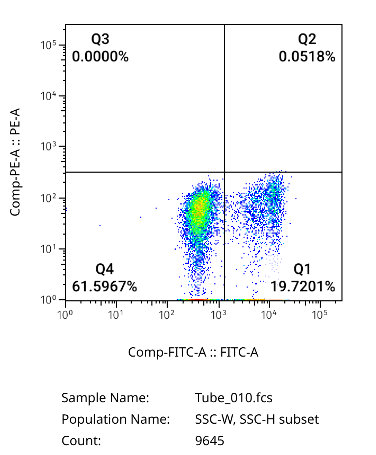 Q3
0.0000%
Q2
0.0518%
Q4
61.5967%
Q1
19.7201%
Comp-PE-A :: PE-A
10⁵
10⁴
10³
10²
10¹
10⁰
10⁰ 10¹ 10² 10³ 10⁴ 10⁵
Comp-FITC-A :: FITC-A
Sample Name: Tube_010.fcs
Population Name: SSC-W, SSC-H subset
Count: 9645